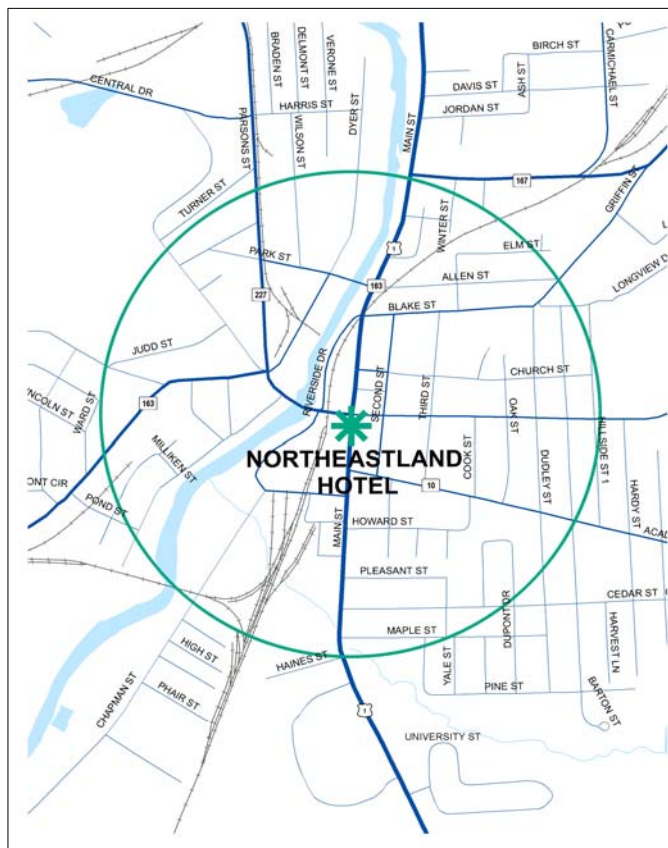 BIRCH ST
CARMICHAEL ST
BRADEN ST
DELMONT ST
VERONE ST
CENTRAL DR
DAVIS ST
ASH ST
JORDAN ST
HARRIS ST
PARSONS ST
WILSON ST
DYER ST
MAIN ST
167
TURNER ST
GRIFFIN ST
WINTER ST
PARK ST
1
ELM ST
LONGVIEW D
ALLEN ST
163
227
BLAKE ST
JUDD ST
RIVERSIDE DR
SECOND ST
CHURCH ST
THIRD ST
NCOLN ST
WARD ST
163
OAK ST
HILLSIDE ST 1
MILLIKEN ST
COOK ST
NORTHEASTLAND
HOTEL
DUDLEY ST
ONT CIR
10
HARDY ST
POND ST
MAIN ST
HOWARD ST
ACA
PLEASANT ST
DUPONT DR
CEDAR ST
HARVEST LN
MAPLE ST
HIGH ST
YALE ST
HAINES ST
CHAPMAN ST
PHAIR ST
PINE ST
BARTON ST
1
UNIVERSITY ST